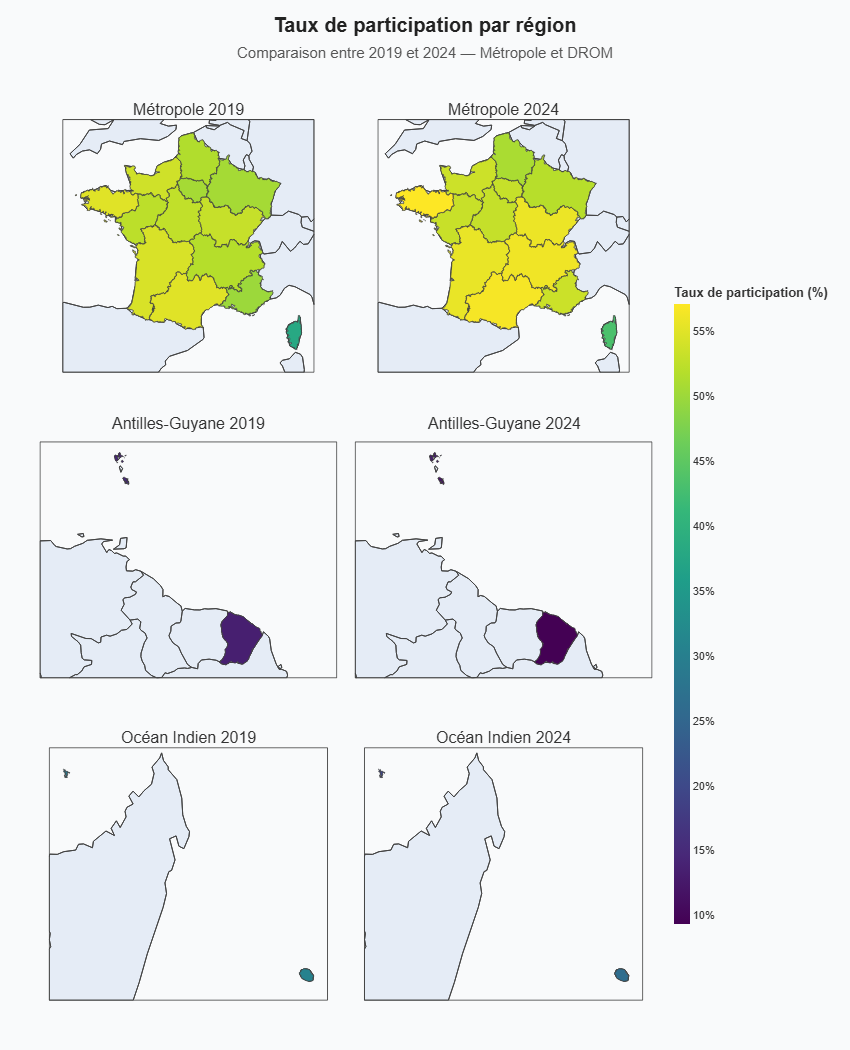 Taux de participation par région
Comparaison entre 2019 et 2024 — Métropole et DROM
Métropole 2019
Métropole 2024
Taux de participation (%)
55%
50%
45%
40%
35%
30%
25%
20%
15%
10%
Antilles-Guyane 2019
Antilles-Guyane 2024
Océan Indien 2019
Océan Indien 2024